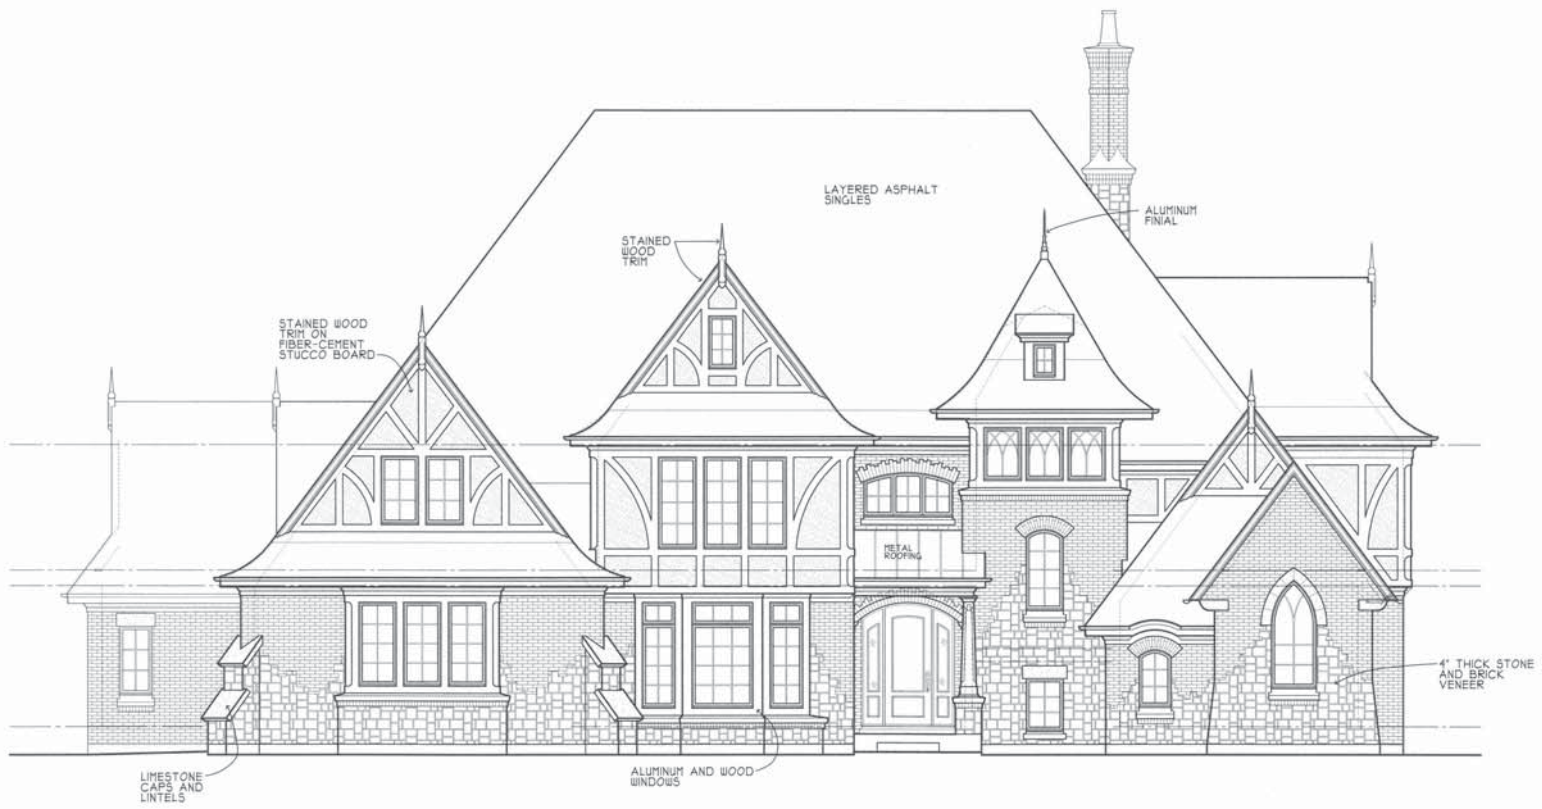 LAYERED ASPHALT
SINGLES
ALUMINUM
FINIAL
STAINED
WOOD
TRIM
STAINED WOOD
TRIM ON
FIBER-CEMENT
STUCCO BOARD
METAL
ROOFING
4" THICK STONE
AND BRICK
VENEER
LIMESTONE
CAPS AND
LINTELS
ALUMINUM AND WOOD
WINDOWS